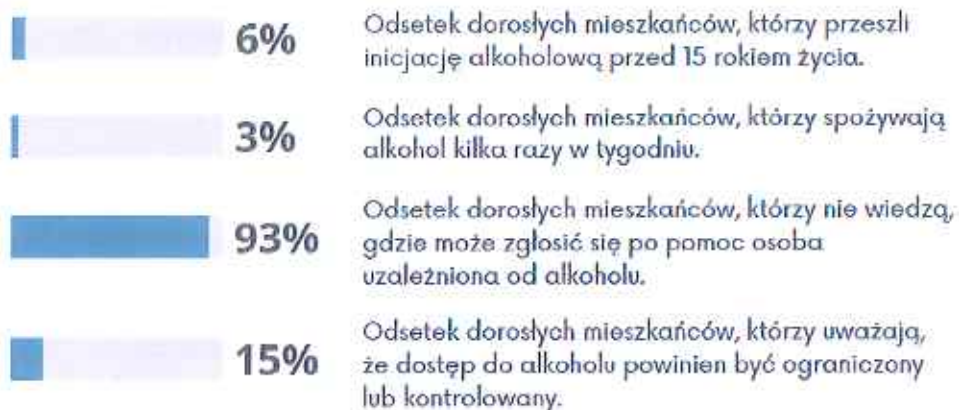 6%
Odsetek dorosłych mieszkańców, którzy przeszli
inicjację alkoholową przed 15 rokiem życia.
3%
Odsetek dorosłych mieszkańców, którzy spożywają
alkohol kilka razy w tygodniu.
93%
Odsetek dorosłych mieszkańców, którzy nie wiedzą,
gdzie może zgłosić się po pomoc osoba
uzależniona od alkoholu.
15%
Odsetek dorosłych mieszkańców, którzy uważają,
że dostęp do alkoholu powinien być ograniczony
lub kontrolowany.